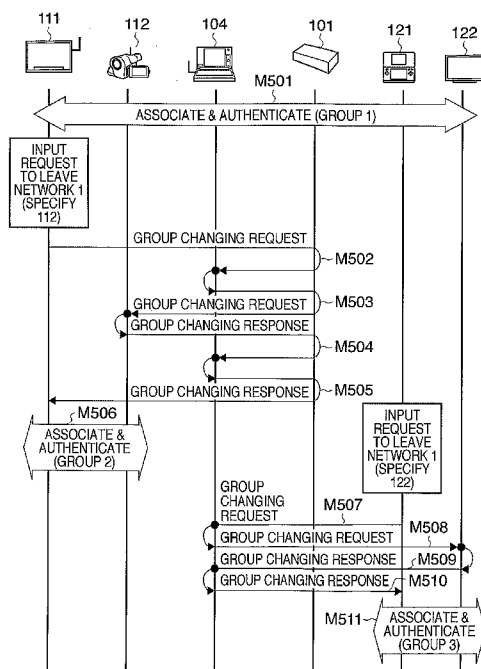 111
112
104
101
121
122
M501
ASSOCIATE & AUTHENTICATE (GROUP 1)
INPUT
REQUEST
TO LEAVE
NETWORK 1
(SPECIFY
112)
GROUP CHANGING REQUEST
M502
GROUP CHANGING REQUEST
M503
GROUP CHANGING RESPONSE
M504
GROUP CHANGING RESPONSE
M505
M506
ASSOCIATE &
AUTHENTICATE
(GROUP 2)
INPUT
REQUEST
TO LEAVE
NETWORK 1
(SPECIFY
122)
GROUP
CHANGING
REQUEST
M507
M508
GROUP CHANGING REQUEST
GROUP CHANGING RESPONSE
M509
GROUP CHANGING RESPONSE
M510
M511
ASSOCIATE &
AUTHENTICATE
(GROUP 3)